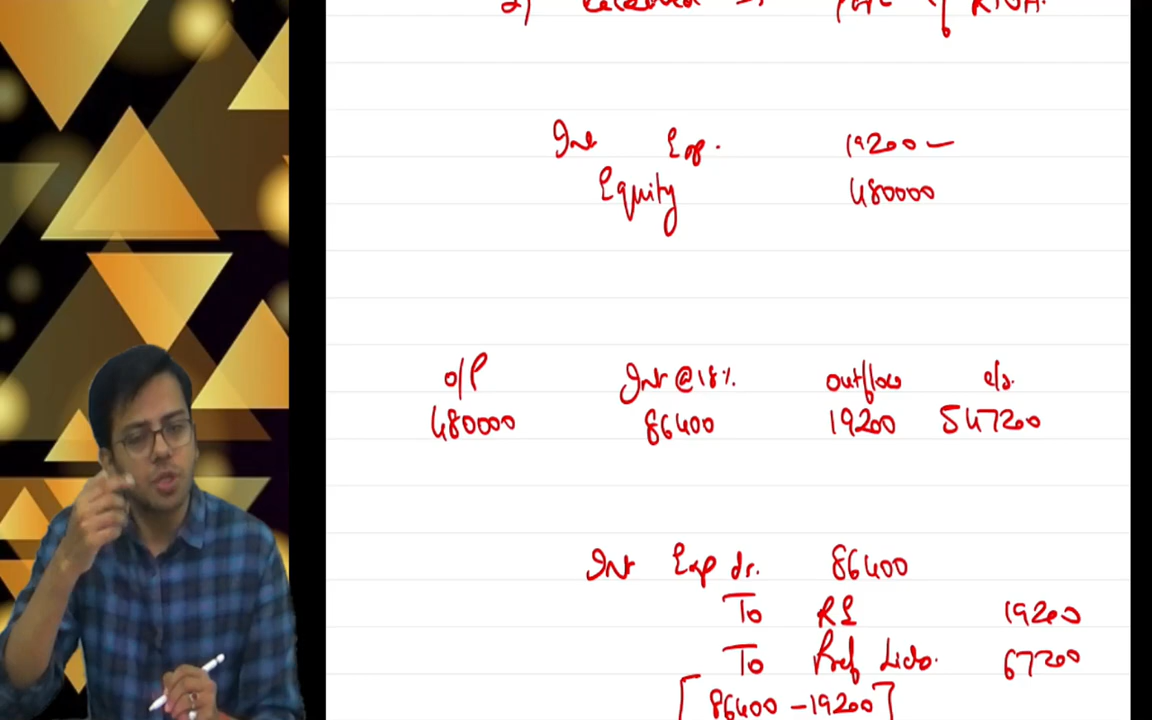 Int Exp. 19200 –
Equity 480000
o/p Int @ 18%. outflow c/s.
480000 86400 19200 547200
Int Exp dr. 86400
To RE 19200
To Pref Liab. 67200
[86400 - 19200]